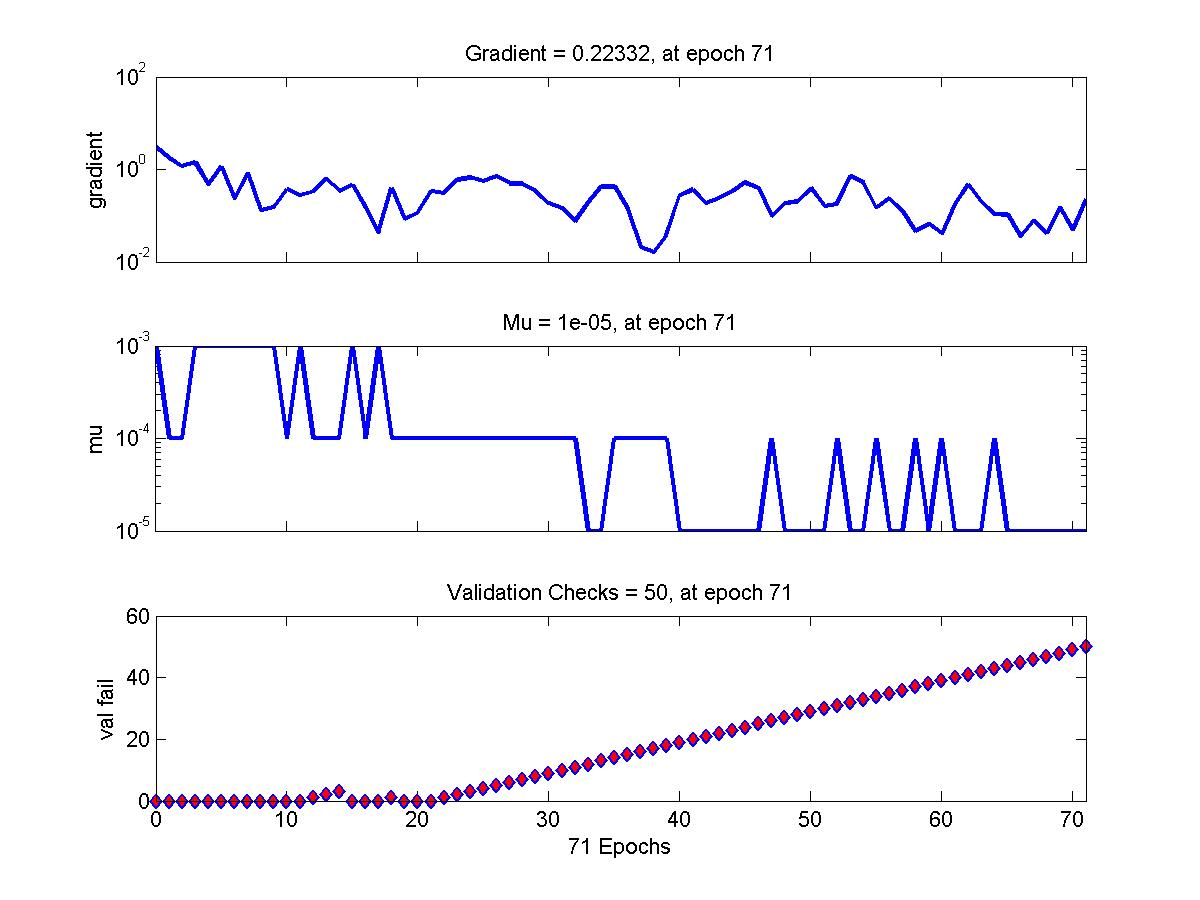 Gradient = 0.22332, at epoch 71
10^2
10^0
10^-2
gradient
Mu = 1e-05, at epoch 71
10^-3
10^-4
10^-5
mu
Validation Checks = 50, at epoch 71
60
40
20
0
val fail
0 10 20 30 40 50 60 70
71 Epochs